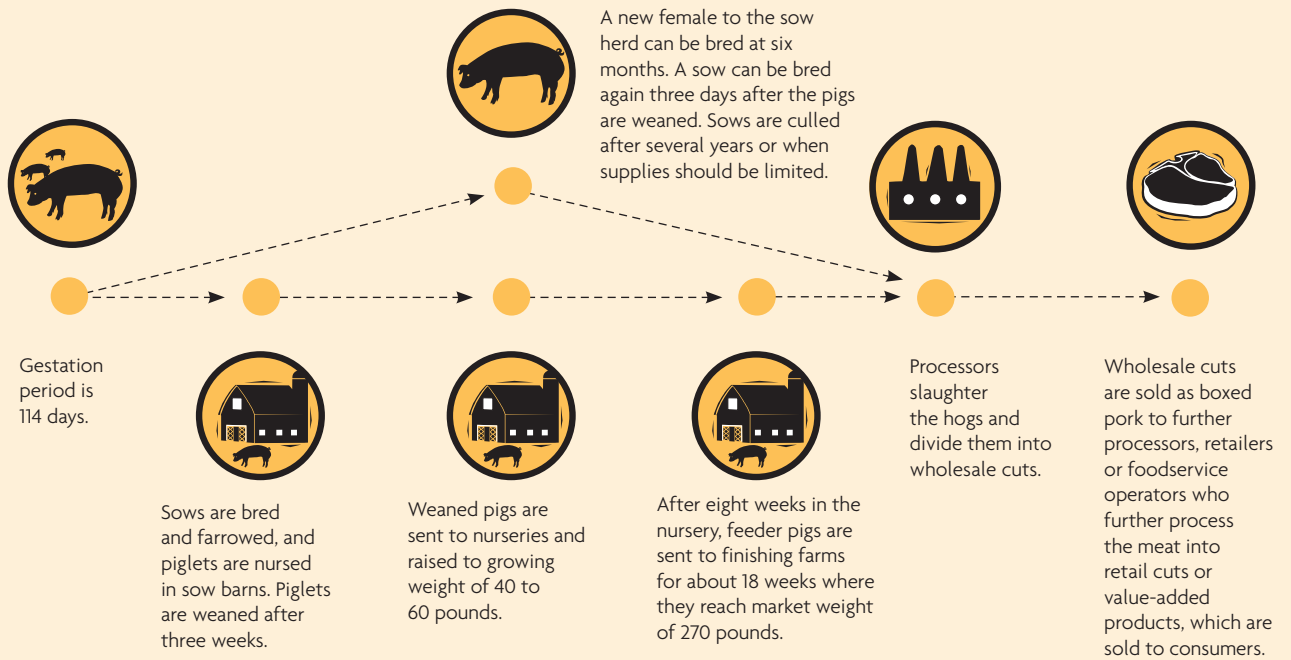 A new female to the sow
herd can be bred at six
months. A sow can be bred
again three days after the pigs
are weaned. Sows are culled
after several years or when
supplies should be limited.
Gestation
period is
114 days.
Sows are bred
and farrowed, and
piglets are nursed
in sow barns. Piglets
are weaned after
three weeks.
Weaned pigs are
sent to nurseries and
raised to growing
weight of 40 to
60 pounds.
After eight weeks in the
nursery, feeder pigs are
sent to finishing farms
for about 18 weeks where
they reach market weight
of 270 pounds.
Processors
slaughter
the hogs and
divide them into
wholesale cuts.
Wholesale cuts
are sold as boxed
pork to further
processors, retailers
or foodservice
operators who
further process
the meat into
retail cuts or
value-added
products, which are
sold to consumers.